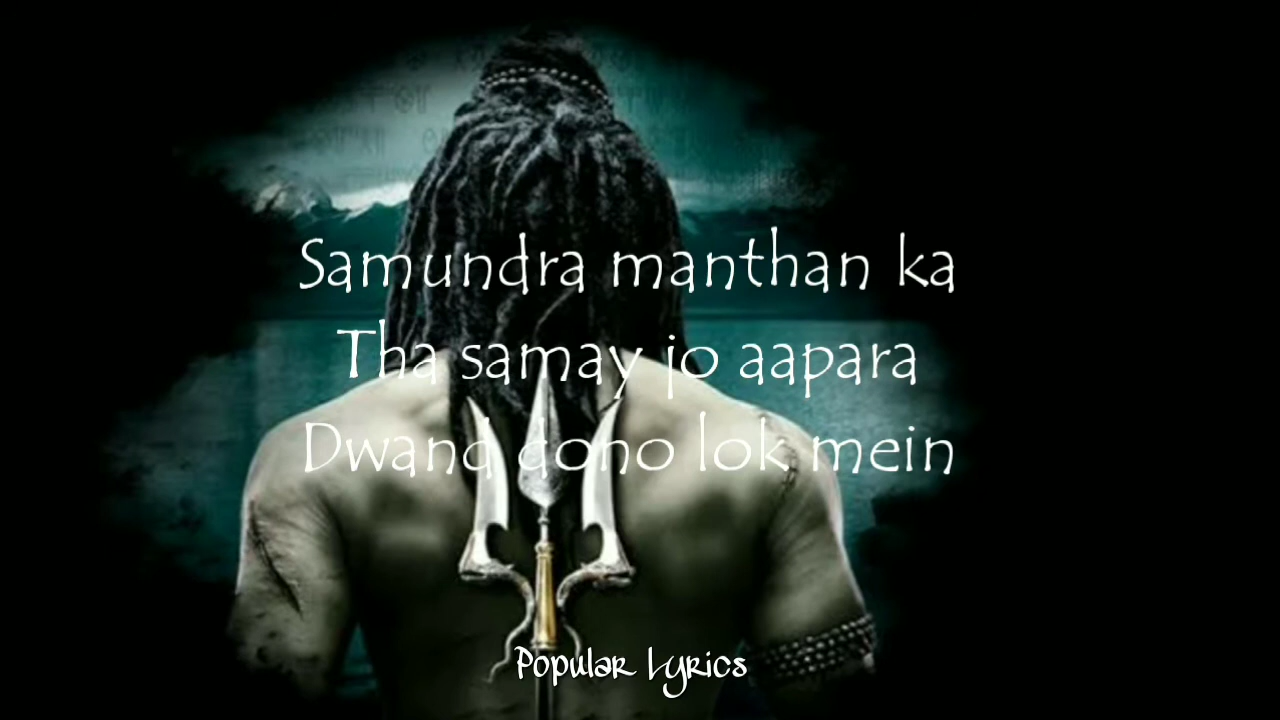 Samundra manthan ka
Tha samay jo aapara
Dwand dono lok mein
Popular Lyrics